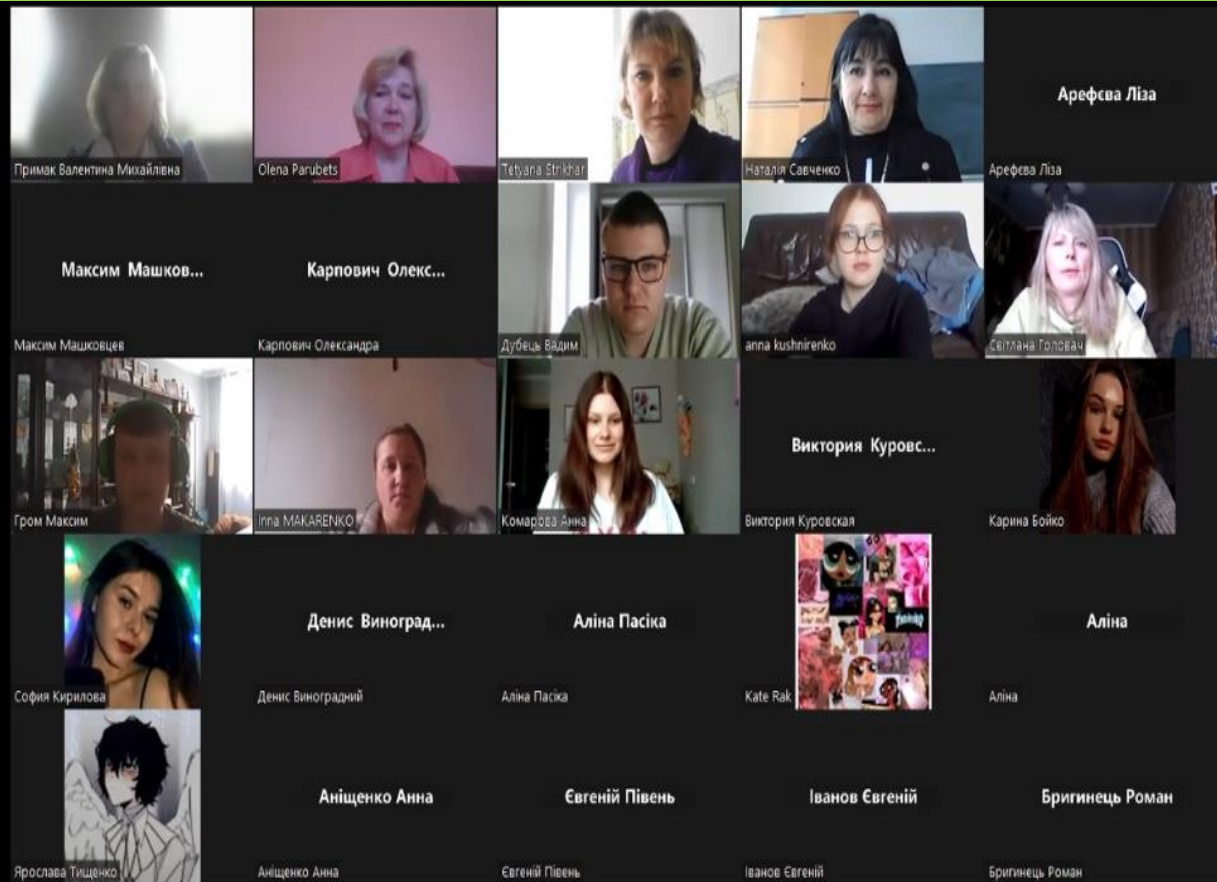 Примак Валентина Михайлівна
Olena Parubets
Tetyana Strikhar
Наталія Савченко
Арефєва Ліза
Арефєва Ліза
Максим Машков...
Максим Машковцев
Карпович Олекс...
Карпович Олександра
Дубець Вадим
anna kushnirenko
Світлана Головач
Гром Максим
Inna MAKARENKO
Комарова Анна
Виктория Куровс...
Виктория Куровская
Карина Бойко
София Кирилова
Денис Виноград...
Денис Виноградний
Аліна Пасіка
Аліна Пасіка
Kate Rak
Аліна
Аліна
Ярослава Тищенко
Аніщенко Анна
Аніщенко Анна
Євгеній Півень
Євгеній Півень
Іванов Євгеній
Іванов Євгеній
Бригинець Роман
Бригинець Роман